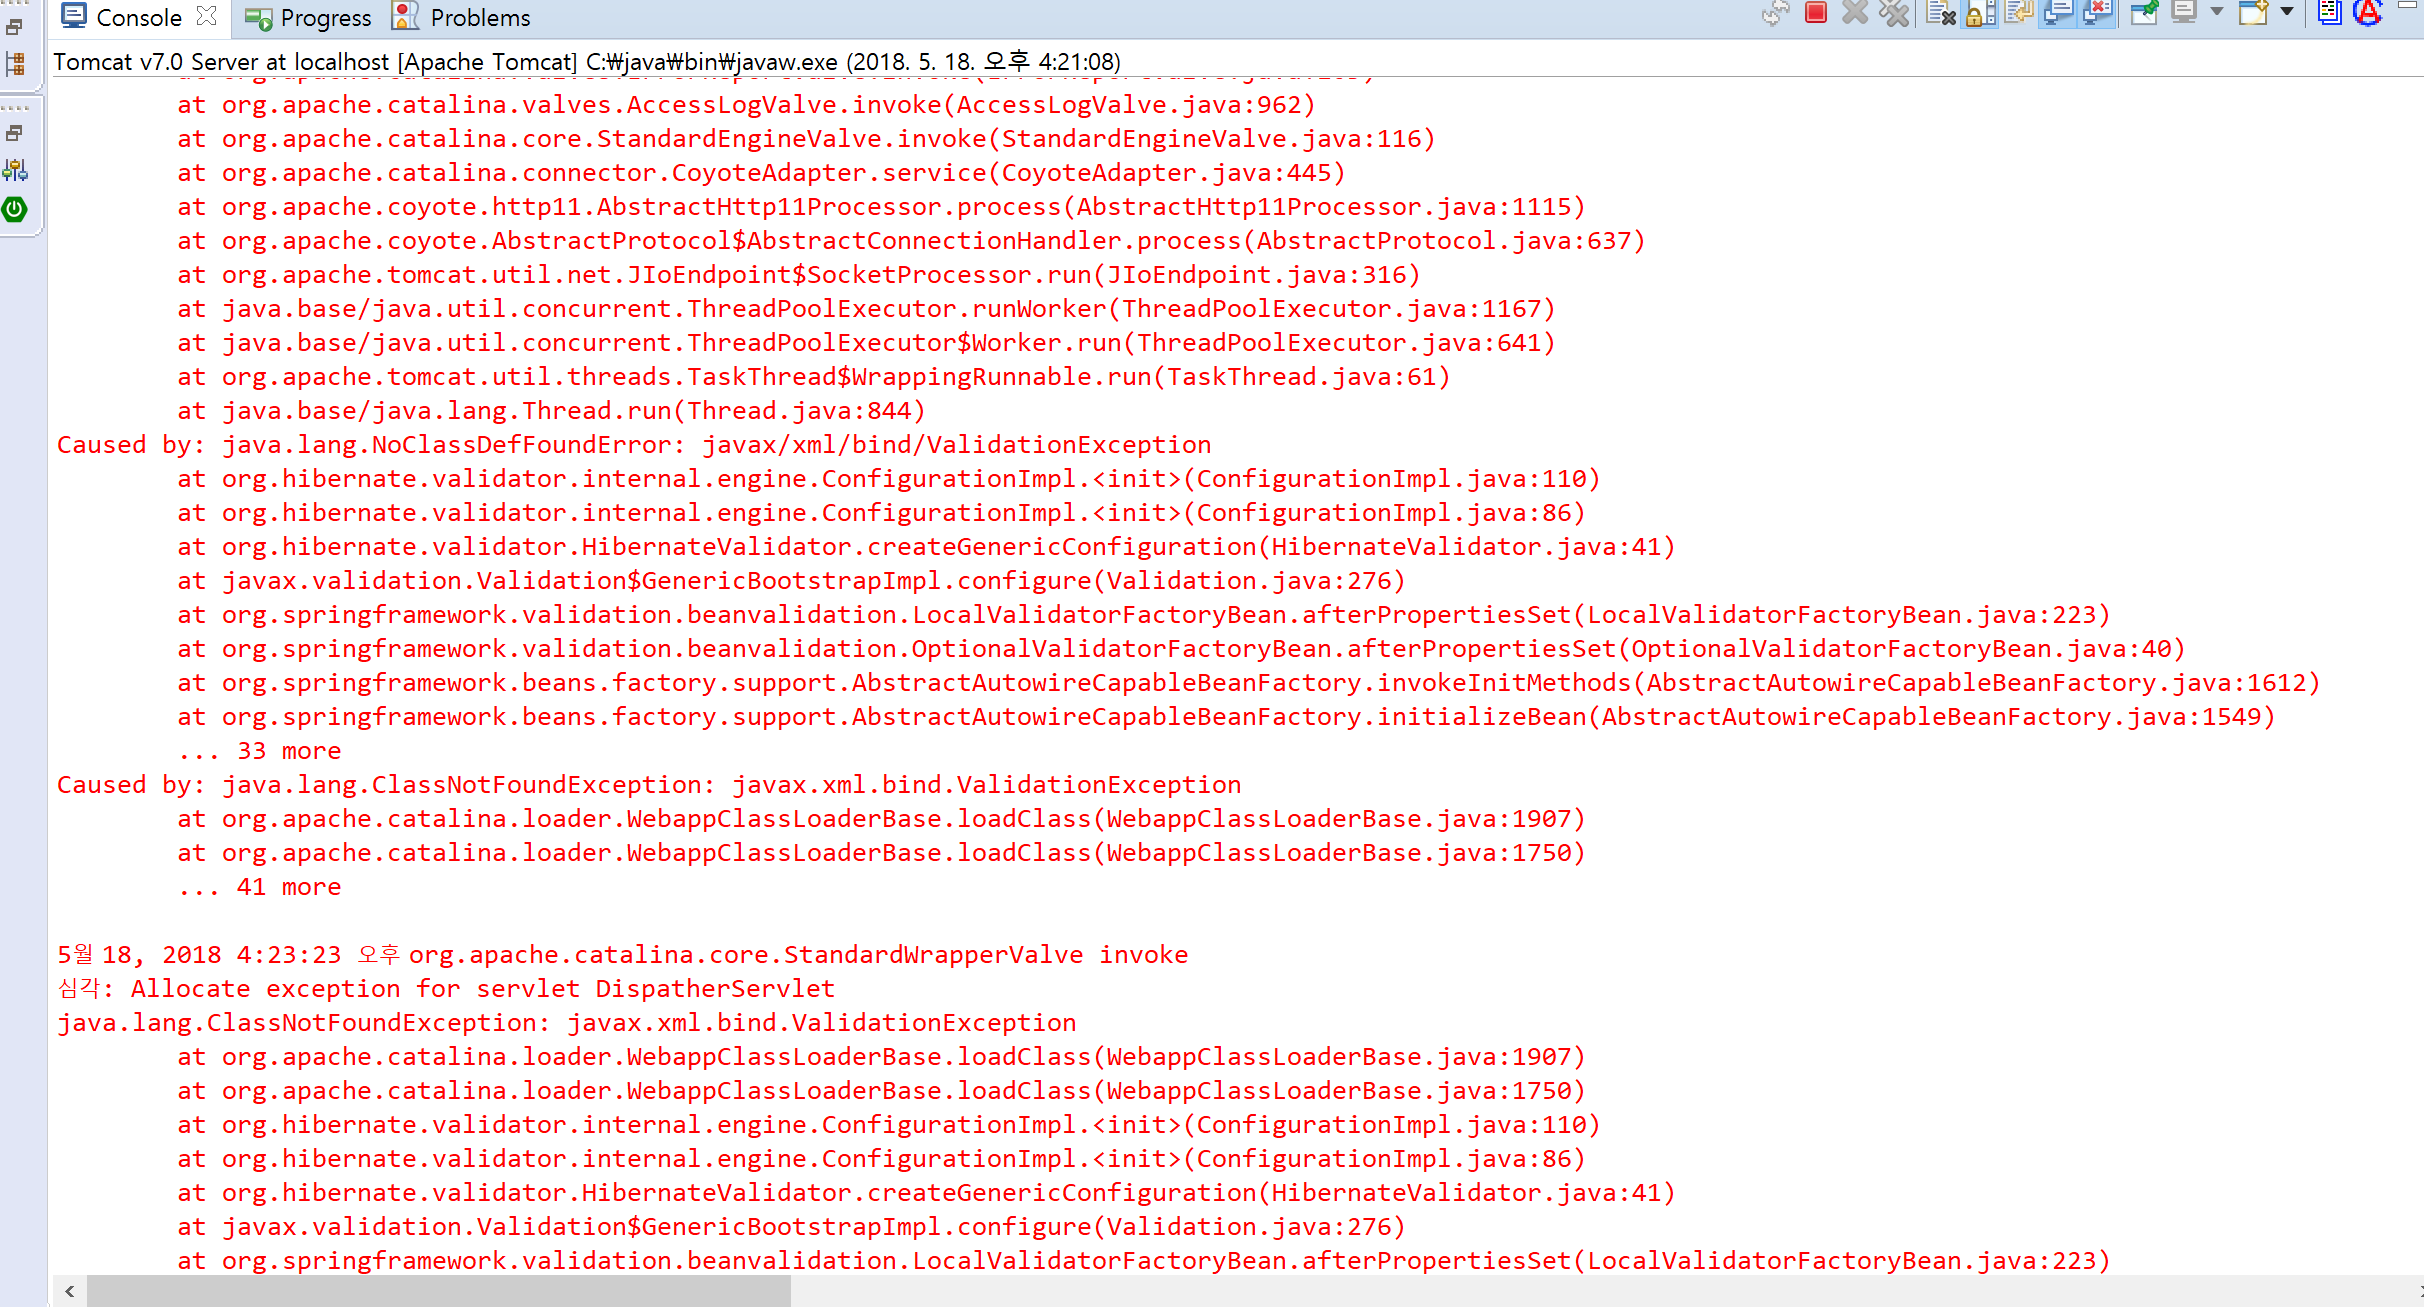 Console Progress Problems
Tomcat v7.0 Server at localhost [Apache Tomcat] C:₩java₩bin₩javaw.exe (2018. 5. 18. 오후 4:21:08)
at org.apache.catalina.valves.AccessLogValve.invoke(AccessLogValve.java:962)
at org.apache.catalina.core.StandardEngineValve.invoke(StandardEngineValve.java:116)
at org.apache.catalina.connector.CoyoteAdapter.service(CoyoteAdapter.java:445)
at org.apache.coyote.http11.AbstractHttp11Processor.process(AbstractHttp11Processor.java:1115)
at org.apache.coyote.AbstractProtocol$AbstractConnectionHandler.process(AbstractProtocol.java:637)
at org.apache.tomcat.util.net.JIoEndpoint$SocketProcessor.run(JIoEndpoint.java:316)
at java.base/java.util.concurrent.ThreadPoolExecutor.runWorker(ThreadPoolExecutor.java:1167)
at java.base/java.util.concurrent.ThreadPoolExecutor$Worker.run(ThreadPoolExecutor.java:641)
at org.apache.tomcat.util.threads.TaskThread$WrappingRunnable.run(TaskThread.java:61)
at java.base/java.lang.Thread.run(Thread.java:844)
Caused by: java.lang.NoClassDefFoundError: javax/xml/bind/ValidationException
at org.hibernate.validator.internal.engine.ConfigurationImpl.<init>(ConfigurationImpl.java:110)
at org.hibernate.validator.internal.engine.ConfigurationImpl.<init>(ConfigurationImpl.java:86)
at org.hibernate.validator.HibernateValidator.createGenericConfiguration(HibernateValidator.java:41)
at javax.validation.Validation$GenericBootstrapImpl.configure(Validation.java:276)
at org.springframework.validation.beanvalidation.LocalValidatorFactoryBean.afterPropertiesSet(LocalValidatorFactoryBean.java:223)
at org.springframework.validation.beanvalidation.OptionalValidatorFactoryBean.afterPropertiesSet(OptionalValidatorFactoryBean.java:40)
at org.springframework.beans.factory.support.AbstractAutowireCapableBeanFactory.invokeInitMethods(AbstractAutowireCapableBeanFactory.java:1612)
at org.springframework.beans.factory.support.AbstractAutowireCapableBeanFactory.initializeBean(AbstractAutowireCapableBeanFactory.java:1549)
... 33 more
Caused by: java.lang.ClassNotFoundException: javax.xml.bind.ValidationException
at org.apache.catalina.loader.WebappClassLoaderBase.loadClass(WebappClassLoaderBase.java:1907)
at org.apache.catalina.loader.WebappClassLoaderBase.loadClass(WebappClassLoaderBase.java:1750)
... 41 more
5월 18, 2018 4:23:23 오후 org.apache.catalina.core.StandardWrapperValve invoke
심각: Allocate exception for servlet DispatherServlet
java.lang.ClassNotFoundException: javax.xml.bind.ValidationException
at org.apache.catalina.loader.WebappClassLoaderBase.loadClass(WebappClassLoaderBase.java:1907)
at org.apache.catalina.loader.WebappClassLoaderBase.loadClass(WebappClassLoaderBase.java:1750)
at org.hibernate.validator.internal.engine.ConfigurationImpl.<init>(ConfigurationImpl.java:110)
at org.hibernate.validator.internal.engine.ConfigurationImpl.<init>(ConfigurationImpl.java:86)
at org.hibernate.validator.HibernateValidator.createGenericConfiguration(HibernateValidator.java:41)
at javax.validation.Validation$GenericBootstrapImpl.configure(Validation.java:276)
at org.springframework.validation.beanvalidation.LocalValidatorFactoryBean.afterPropertiesSet(LocalValidatorFactoryBean.java:223)